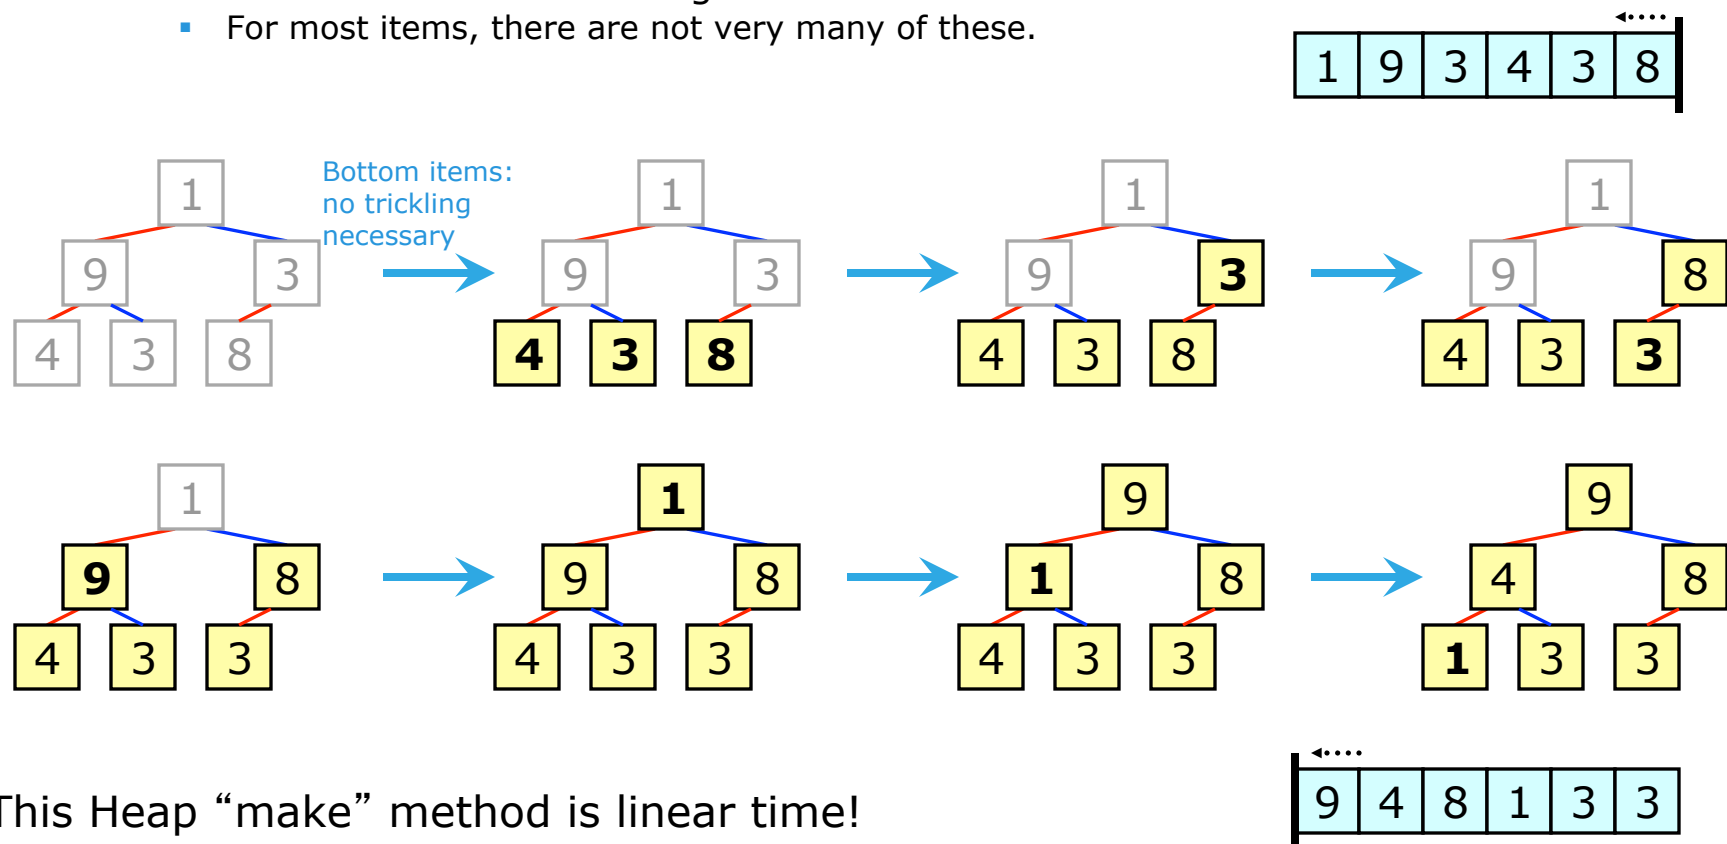 ▪ For most items, there are not very many of these.
1 9 3 4 3 8
Bottom items:
no trickling
necessary
1 1 1 1
9 3 9 3 9 3 9 8
4 3 8 4 3 8 4 3 8 4 3 3
1 1 9 9
9 8 9 8 1 8 4 8
4 3 3 4 3 3 4 3 3 1 3 3
This Heap “make” method is linear time!
9 4 8 1 3 3